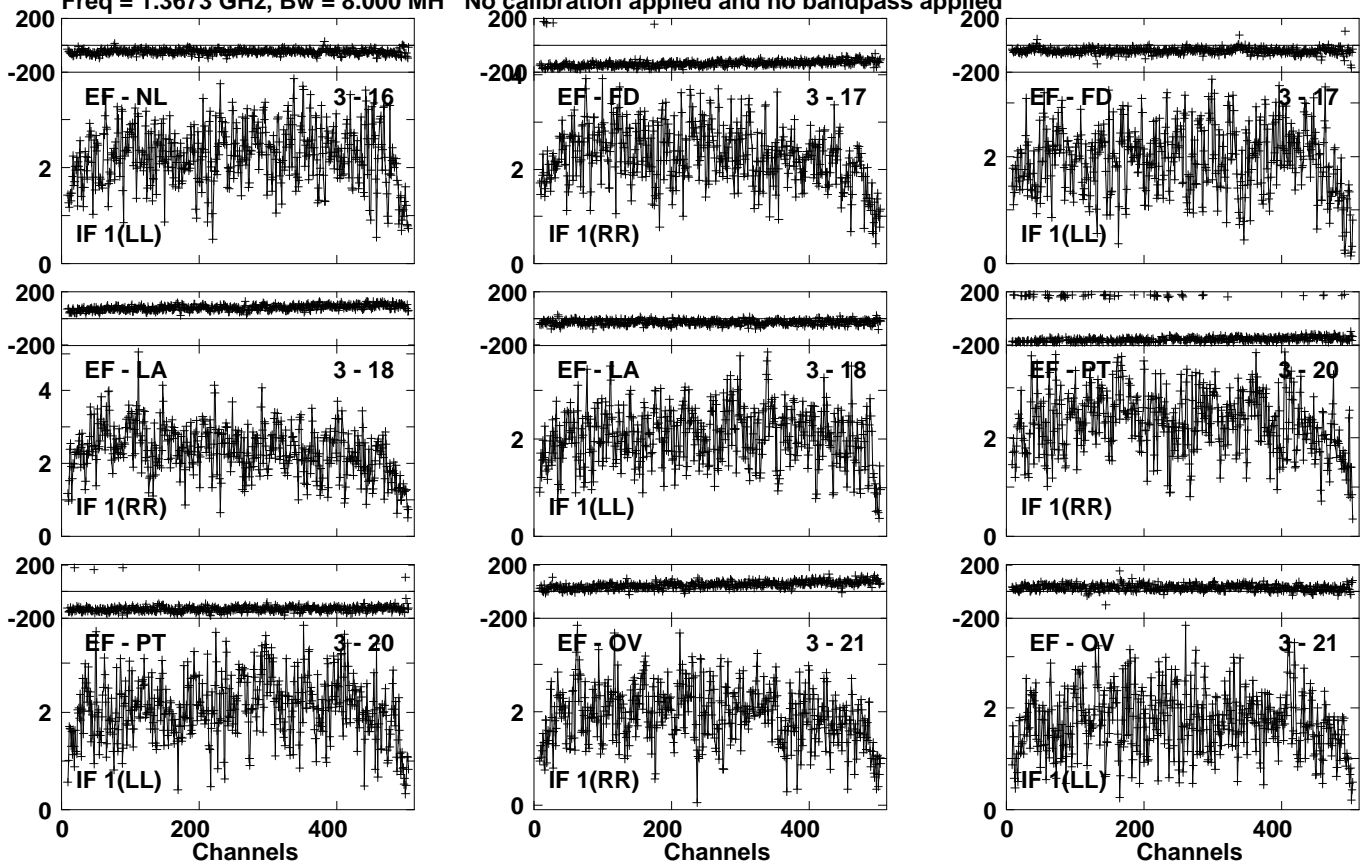 Freq = 1.3673 GHz, Bw = 8.000 MH No calibration applied and no bandpass applied
200
-200
EF - NL 3 - 16
2
IF 1(LL)
0
-200
4
EF - FD 3 - 17
2
IF 1(RR)
0
200
-200
EF - FD 3 - 17
2
IF 1(LL)
0
200
-200
EF - LA 3 - 18
4
2
IF 1(RR)
0
200
-200
EF - LA 3 - 18
2
IF 1(LL)
0
200
-200
EF - PT 3 - 20
2
IF 1(RR)
0
200
-200
EF - PT 3 - 20
2
IF 1(LL)
0
0 200 400
Channels
200
-200
EF - OV 3 - 21
2
IF 1(RR)
0
0 200 400
Channels
200
-200
EF - OV 3 - 21
2
IF 1(LL)
0
0 200 400
Channels